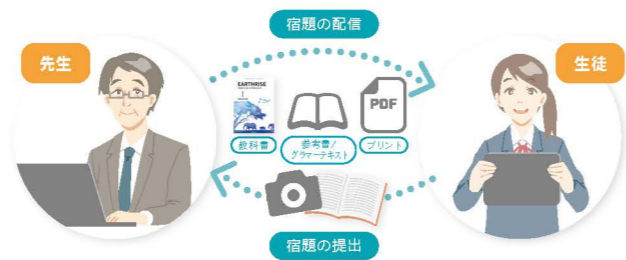 宿題の配信
先生
生徒
EARTHRISE
I
PDF
教科書
参考書/
グラマーテキスト
プリント
宿題の提出